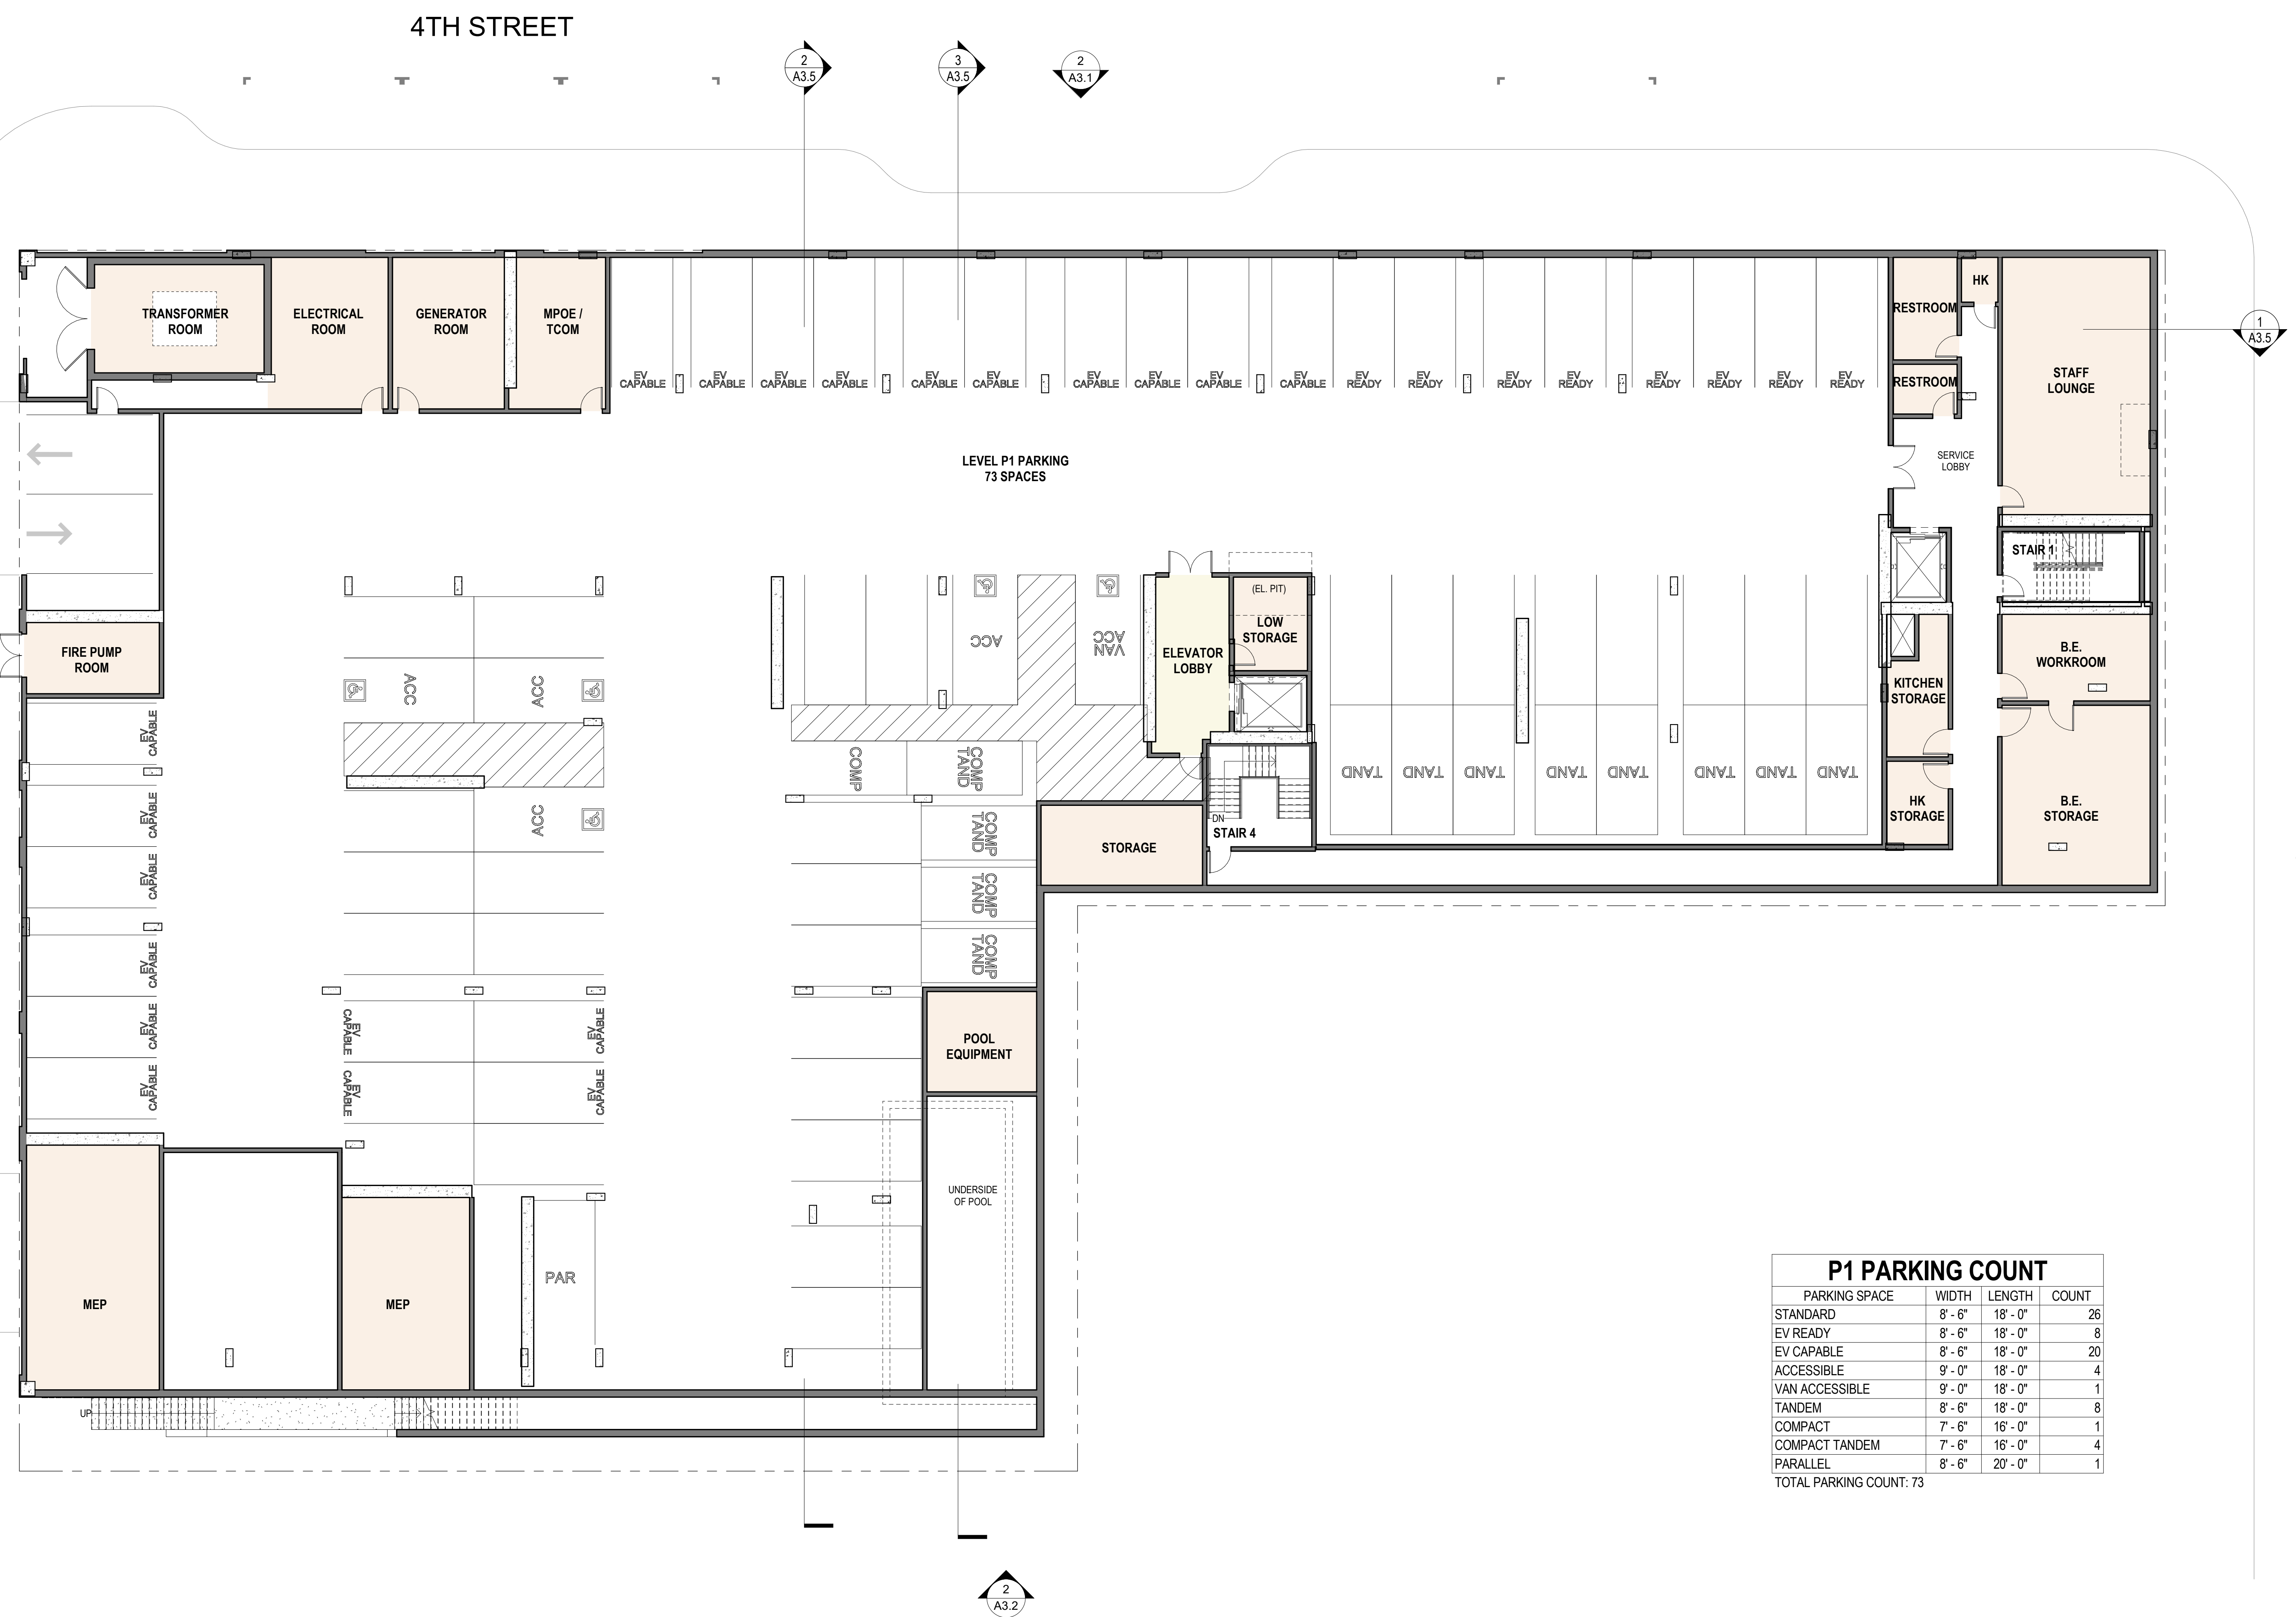 4TH STREET
2
A3.5
3
A3.5
2
A3.1
1
A3.5
TRANSFORMER
ROOM
ELECTRICAL
ROOM
GENERATOR
ROOM
MPOE /
TCOM
EV
CAPABLE
EV
CAPABLE
EV
CAPABLE
EV
CAPABLE
EV
CAPABLE
EV
CAPABLE
EV
CAPABLE
EV
CAPABLE
EV
CAPABLE
EV
CAPABLE
EV
READY
EV
READY
EV
READY
EV
READY
EV
READY
EV
READY
EV
READY
EV
READY
RESTROOM
HK
RESTROOM
STAFF
LOUNGE
LEVEL P1 PARKING
73 SPACES
SERVICE
LOBBY
STAIR 1
FIRE PUMP
ROOM
ACC
ACC
ACC
ACC
VAN
ACC
ELEVATOR
LOBBY
(EL. PIT)
LOW
STORAGE
B.E.
WORKROOM
KITCHEN
STORAGE
EV
CAPABLE
EV
CAPABLE
EV
CAPABLE
EV
CAPABLE
EV
CAPABLE
EV
CAPABLE
COMP
COMP
TAND
COMP
TAND
COMP
TAND
COMP
TAND
TAND
TAND
TAND
TAND
TAND
TAND
TAND
TAND
DN
STAIR 4
STORAGE
HK
STORAGE
B.E.
STORAGE
EV
CAPABLE
EV
CAPABLE
EV
CAPABLE
EV
CAPABLE
POOL
EQUIPMENT
UNDERSIDE
OF POOL
PAR
MEP
MEP
UP
P1 PARKING COUNT
PARKING SPACE WIDTH LENGTH COUNT
STANDARD 8' - 6" 18' - 0" 26
EV READY 8' - 6" 18' - 0" 8
EV CAPABLE 8' - 6" 18' - 0" 20
ACCESSIBLE 9' - 0" 18' - 0" 4
VAN ACCESSIBLE 9' - 0" 18' - 0" 1
TANDEM 8' - 6" 18' - 0" 8
COMPACT 7' - 6" 16' - 0" 1
COMPACT TANDEM 7' - 6" 16' - 0" 4
PARALLEL 8' - 6" 20' - 0" 1
TOTAL PARKING COUNT: 73
2
A3.2